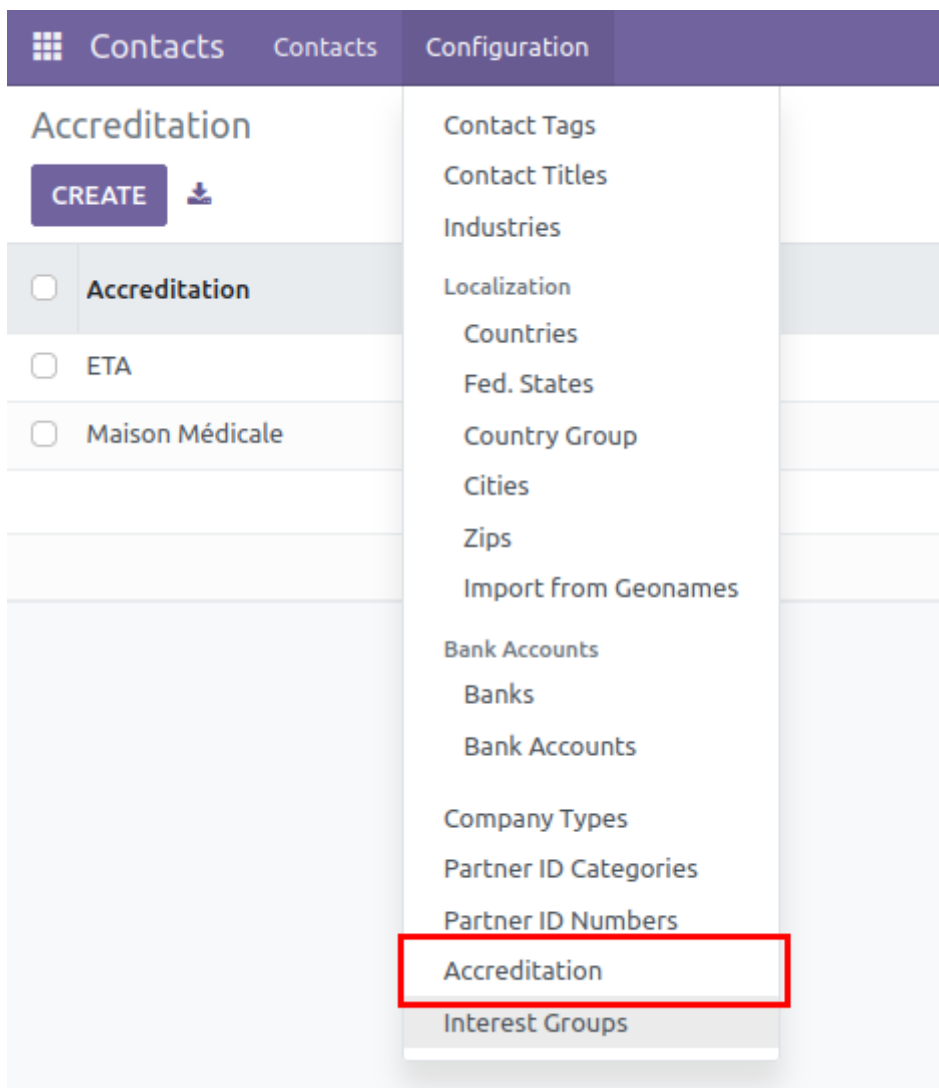 Contacts Contacts Configuration
Accreditation
CREATE
Accreditation
ETA
Maison Médicale
Contact Tags
Contact Titles
Industries
Localization
Countries
Fed. States
Country Group
Cities
Zips
Import from Geonames
Bank Accounts
Banks
Bank Accounts
Company Types
Partner ID Categories
Partner ID Numbers
Accreditation
Interest Groups